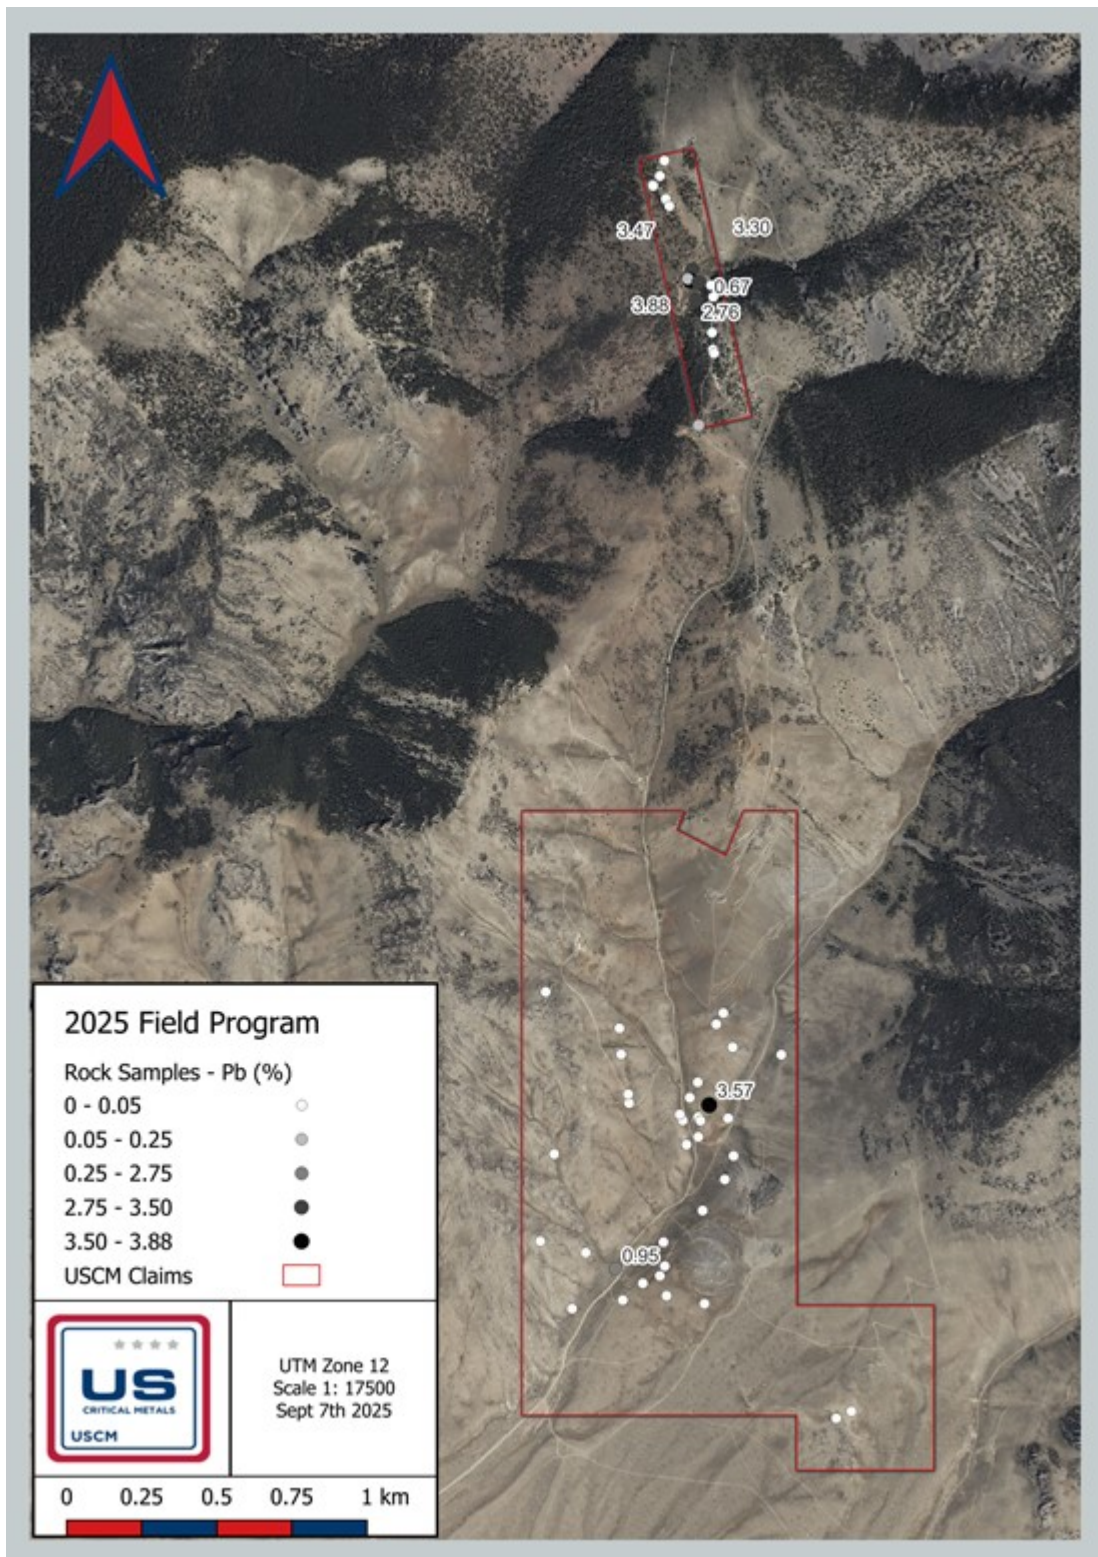 3.47
3.30
0.67
3.88
2.76
3.57
0.95
2025 Field Program
Rock Samples - Pb (%)
0 - 0.05
0.05 - 0.25
0.25 - 2.75
2.75 - 3.50
3.50 - 3.88
USCM Claims
US
CRITICAL METALS
USCM
UTM Zone 12
Scale 1: 17500
Sept 7th 2025
0 0.25 0.5 0.75 1 km